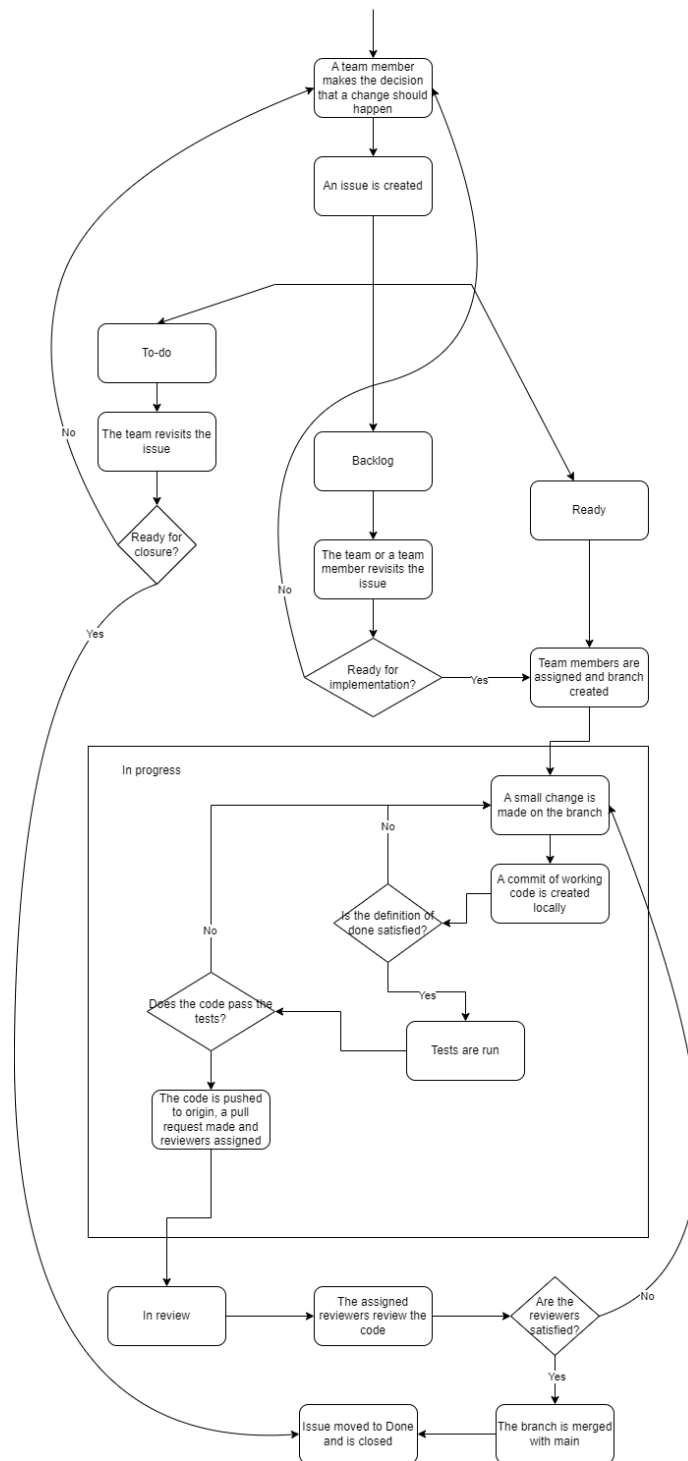 A team member
makes the decision
that a change should
happen
An issue is created
To-do
The team revisits the
issue
No
Ready for
closure?
Yes
Backlog
The team or a team
member revisits the
issue
No
Ready for
implementation?
Yes
Ready
Team members are
assigned and branch
created
In progress
A small change is
made on the branch
No
A commit of working
code is created
locally
Is the definition of
done satisfied?
No
Yes
Does the code pass the
tests?
Tests are run
The code is pushed
to origin, a pull
request made and
reviewers assigned
In review
The assigned
reviewers review the
code
Are the
reviewers
satisfied?
No
Yes
Issue moved to Done
and is closed
The branch is merged
with main